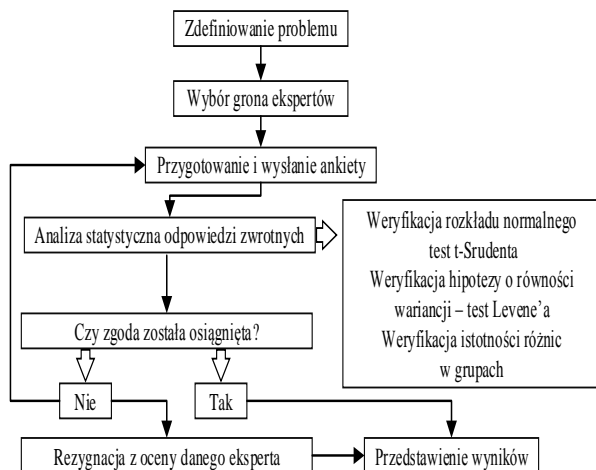 Zdefiniowanie problemu
Wybór grona ekspertów
Przygotowanie i wysłanie ankiety
Analiza statystyczna odpowiedzi zwrotnych
Weryfikacja rozkładu normalnego
test t-Srudenta
Weryfikacja hipotezy o równości
wariancji – test Levene'a
Weryfikacja istotności różnic
w grupach
Czy zgoda została osiągnięta?
Nie
Tak
Rezygnacja z oceny danego eksperta
Przedstawienie wyników